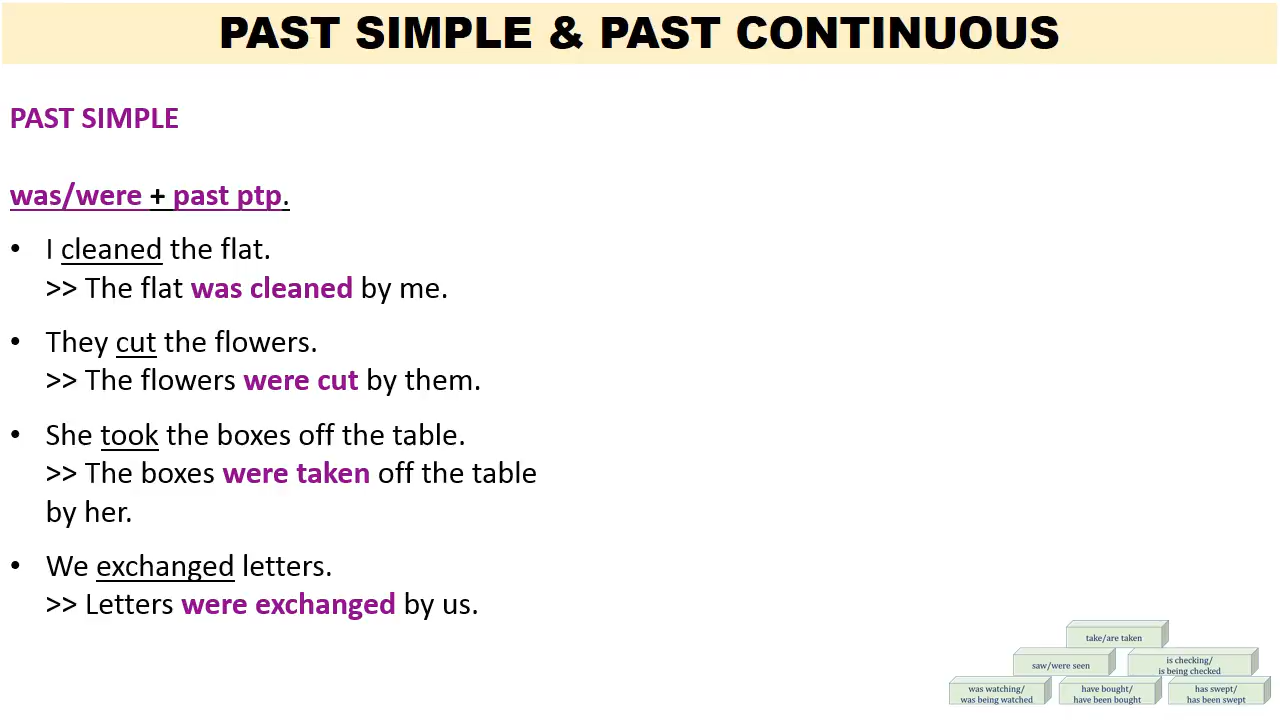 PAST SIMPLE & PAST CONTINUOUS
PAST SIMPLE
was/were + past ptp.
• I cleaned the flat.
>> The flat was cleaned by me.
• They cut the flowers.
>> The flowers were cut by them.
• She took the boxes off the table.
>> The boxes were taken off the table
by her.
• We exchanged letters.
>> Letters were exchanged by us.
take/are taken
saw/were seen
is checking/
is being checked
was watching/
was being watched
have bought/
have been bought
has swept/
has been swept